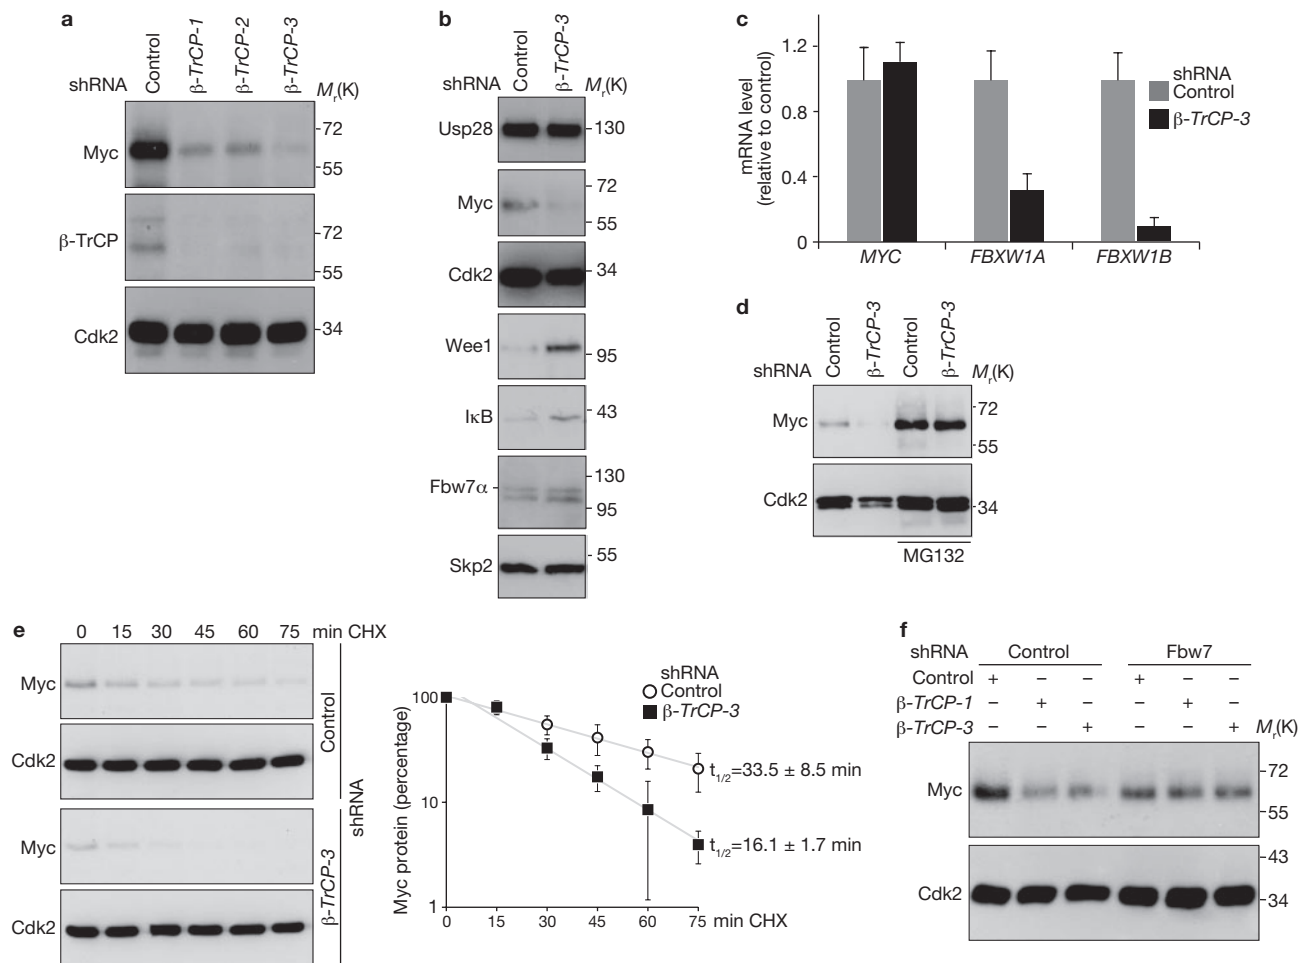 a
shRNA
Control
β-TrCP-1
β-TrCP-2
β-TrCP-3
Mr(K)
Myc
72
55
β-TrCP
72
55
Cdk2
34
b
shRNA
Control
β-TrCP-3
Mr(K)
Usp28
130
Myc
72
55
Cdk2
34
Wee1
95
IκB
43
Fbw7α
130
95
Skp2
55
c
mRNA level
(relative to control)
1.2
0.8
0.4
0
MYC
FBXW1A
FBXW1B
shRNA
Control
β-TrCP-3
d
shRNA
Control
β-TrCP-3
Control
β-TrCP-3
Mr(K)
Myc
72
55
Cdk2
34
MG132
e
0 15 30 45 60 75 min CHX
Myc
Cdk2
Control
Myc
Cdk2
β-TrCP-3
shRNA
Myc protein (percentage)
100
10
1
0 15 30 45 60 75 min CHX
shRNA
Control
β-TrCP-3
t1/2=33.5 ± 8.5 min
t1/2=16.1 ± 1.7 min
f
shRNA Control Fbw7
Control + – – + – –
β-TrCP-1 – + – – + –
β-TrCP-3 – – + – – + Mr(K)
Myc
72
55
Cdk2
43
34